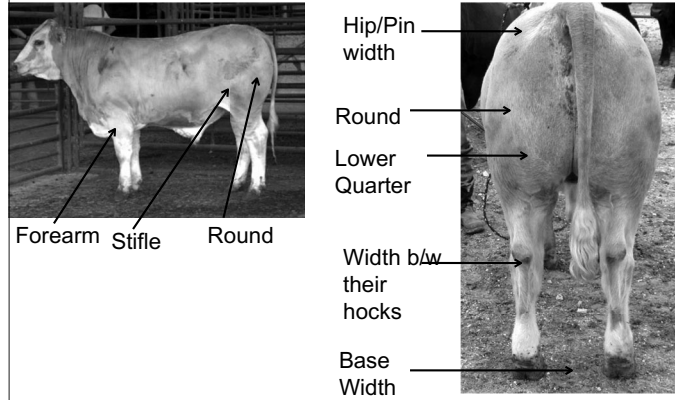 Forearm
Stifle
Round
Hip/Pin
width
Round
Lower
Quarter
Width b/w
their
hocks
Base
Width